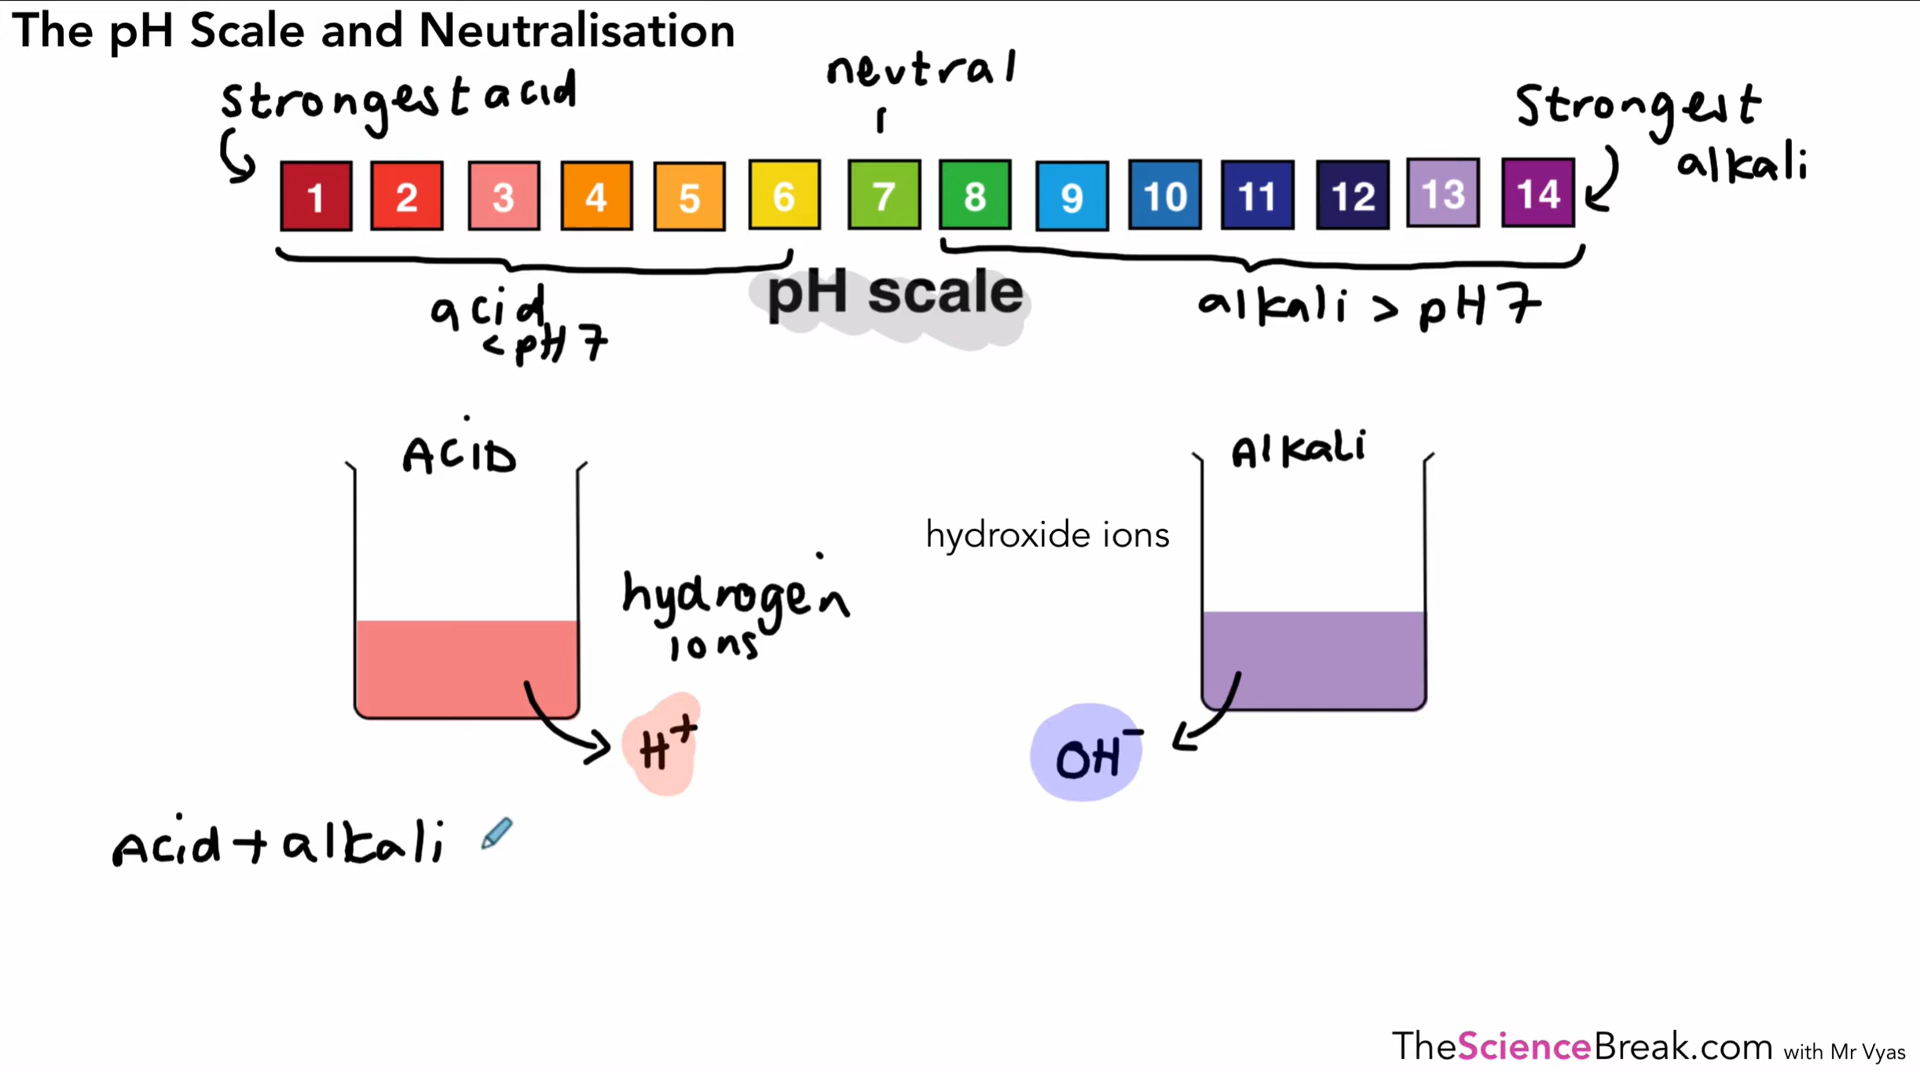 The pH Scale and Neutralisation
strongest acid
neutral
Strongest
alkali
1 2 3 4 5 6 7 8 9 10 11 12 13 14
acid
< pH 7
pH scale
alkali > pH 7
ACiD
AlKali
hydroxide ions
hydrogen
ions
H⁺
OH⁻
Acid + alkali
TheScienceBreak.com with Mr Vyas